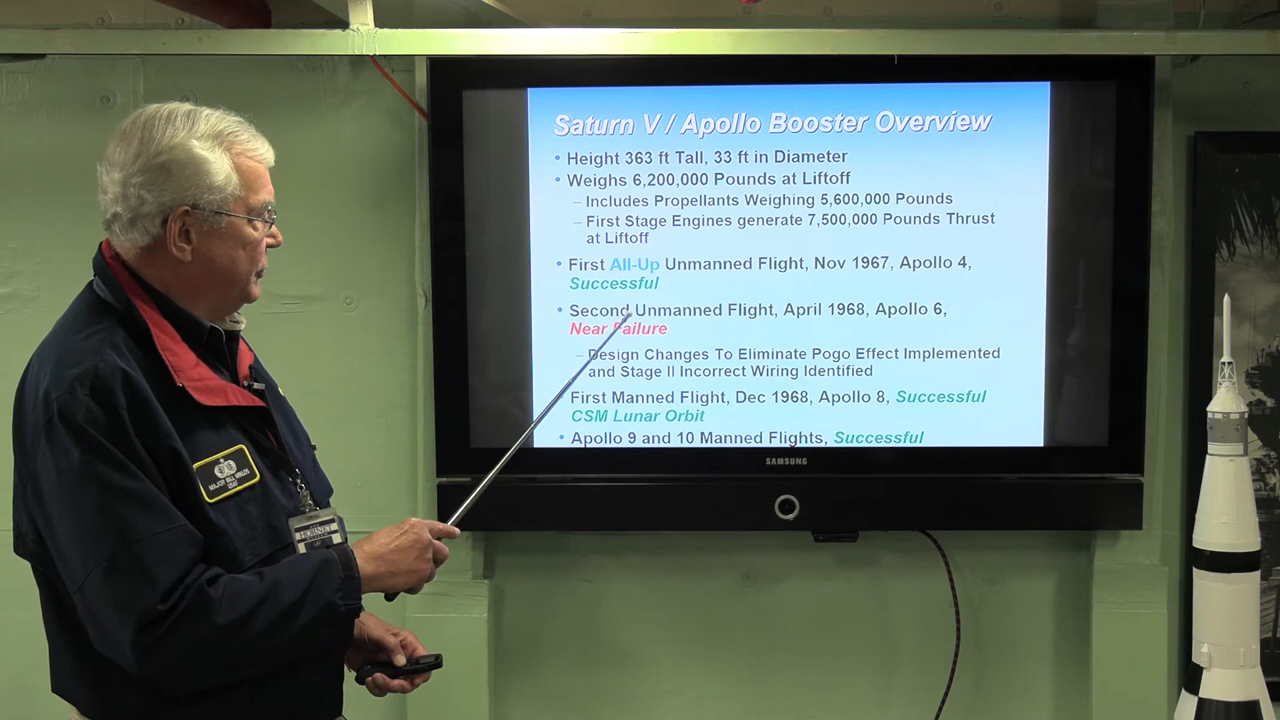 Saturn V / Apollo Booster Overview
• Height 363 ft Tall, 33 ft in Diameter
• Weighs 6,200,000 Pounds at Liftoff
– Includes Propellants Weighing 5,600,000 Pounds
– First Stage Engines generate 7,500,000 Pounds Thrust
at Liftoff
• First All-Up Unmanned Flight, Nov 1967, Apollo 4,
Successful
• Second Unmanned Flight, April 1968, Apollo 6,
Near Failure
– Design Changes To Eliminate Pogo Effect Implemented
and Stage II Incorrect Wiring Identified
First Manned Flight, Dec 1968, Apollo 8, Successful
CSM Lunar Orbit
• Apollo 9 and 10 Manned Flights, Successful
SAMSUNG
MAJOR BILL
USAF
HORNET